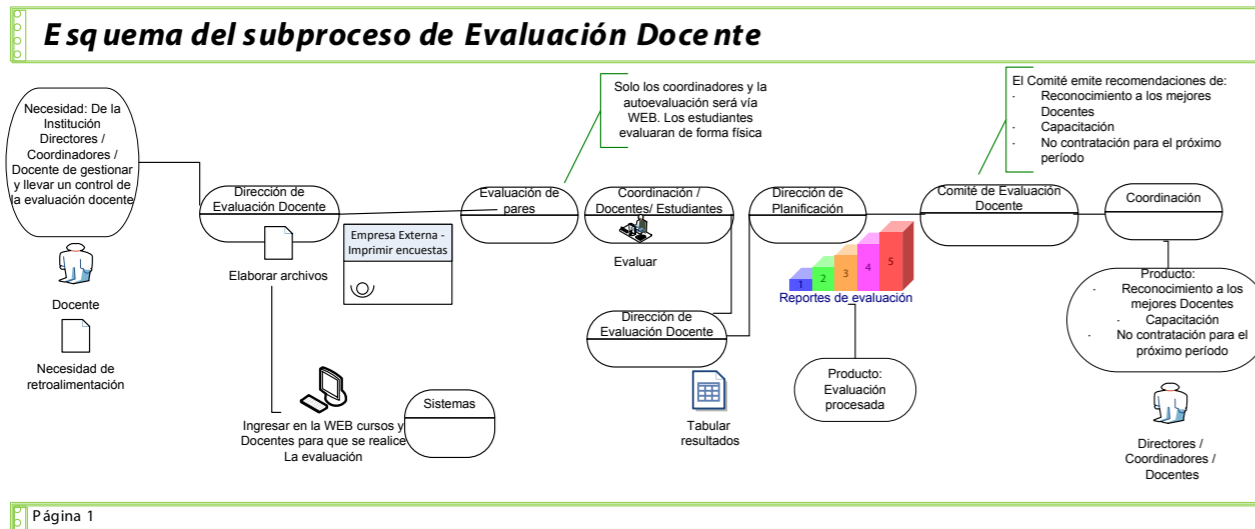 Esquema del subproceso de Evaluación Docente
Necesidad: De la
Institución
Directores /
Coordinadores /
Docente de gestionar
y llevar un control de
la evaluación docente
Docente
Necesidad de
retroalimentación
Dirección de
Evaluación Docente
Elaborar archivos
Empresa Externa -
Imprimir encuestas
Ingresar en la WEB cursos y
Docentes para que se realice
La evaluación
Sistemas
Evaluación de
pares
Solo los coordinadores y la
autoevaluación será vía
WEB. Los estudiantes
evaluaran de forma física
Coordinación /
Docentes/ Estudiantes
Evaluar
Dirección de
Evaluación Docente
Tabular
resultados
Dirección de
Planificación
1 2 3 4 5
Reportes de evaluación
Producto:
Evaluación
procesada
El Comité emite recomendaciones de:
- Reconocimiento a los mejores
Docentes
- Capacitación
- No contratación para el próximo
período
Comité de Evaluación
Docente
Coordinación
Producto:
- Reconocimiento a los
mejores Docentes
- Capacitación
- No contratación para el
próximo período
Directores /
Coordinadores /
Docentes
Página 1